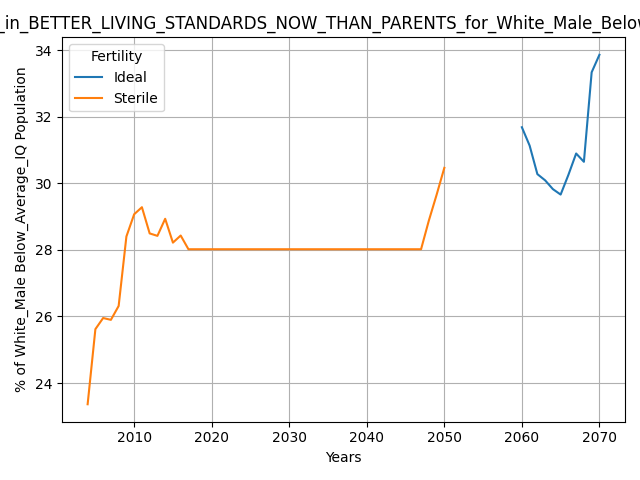 _in_BETTER_LIVING_STANDARDS_NOW_THAN_PARENTS_for_White_Male_Below
Fertility
Ideal
Sterile
% of White_Male Below_Average_IQ Population
34
32
30
28
26
24
2010 2020 2030 2040 2050 2060 2070
Years